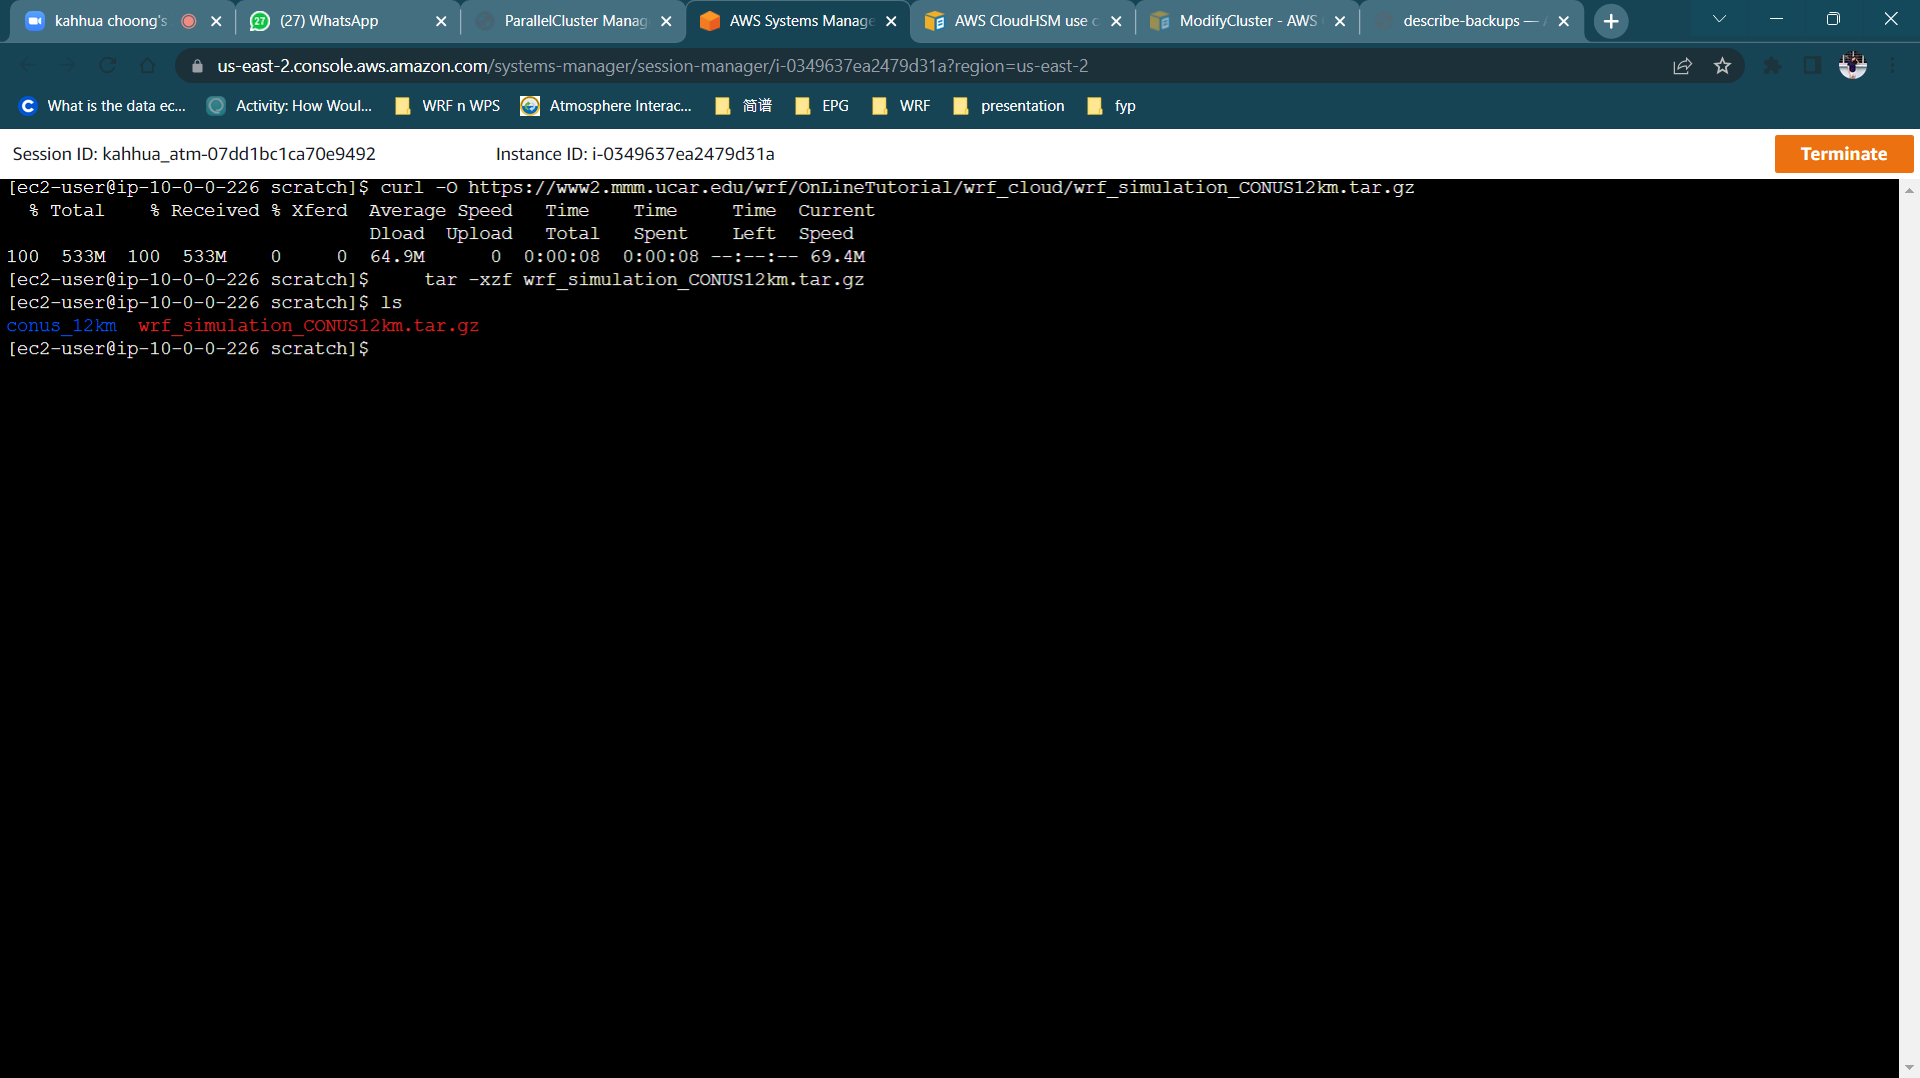 kahhua choong's
(27) WhatsApp
ParallelCluster Manag
AWS Systems Manage
AWS CloudHSM use c
ModifyCluster - AWS
describe-backups —
us-east-2.console.aws.amazon.com/systems-manager/session-manager/i-0349637ea2479d31a?region=us-east-2
What is the data ec...
Activity: How Woul...
WRF n WPS
Atmosphere Interac...
简谱
EPG
WRF
presentation
fyp
Session ID: kahhua_atm-07dd1bc1ca70e9492
Instance ID: i-0349637ea2479d31a
Terminate
[ec2-user@ip-10-0-0-226 scratch]$ curl -O https://www2.mmm.ucar.edu/wrf/OnLineTutorial/wrf_cloud/wrf_simulation_CONUS12km.tar.gz
% Total % Received % Xferd Average Speed Time Time Time Current
Dload Upload Total Spent Left Speed
100 533M 100 533M 0 0 64.9M 0 0:00:08 0:00:08 --:--:-- 69.4M
[ec2-user@ip-10-0-0-226 scratch]$ tar -xzf wrf_simulation_CONUS12km.tar.gz
[ec2-user@ip-10-0-0-226 scratch]$ ls
conus_12km wrf_simulation_CONUS12km.tar.gz
[ec2-user@ip-10-0-0-226 scratch]$